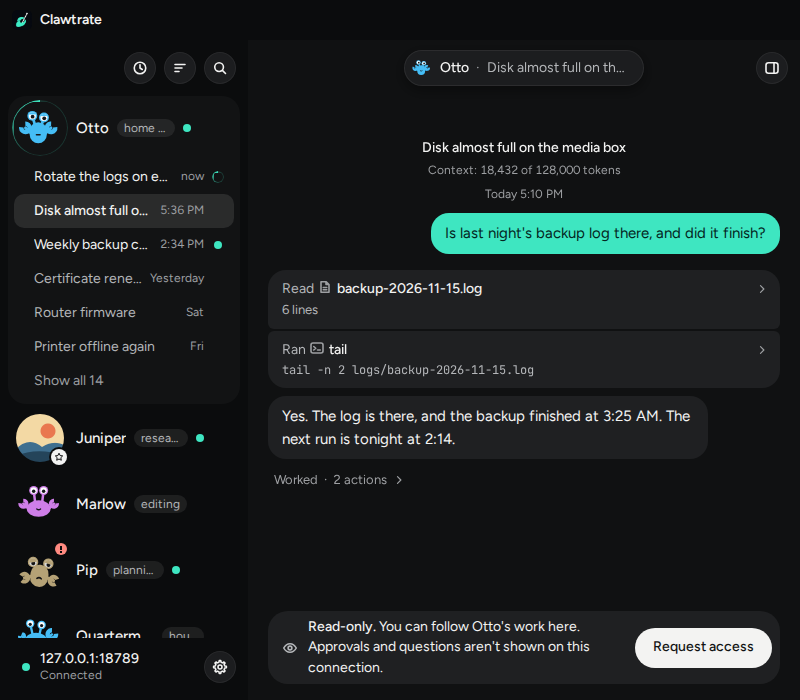 Clawtrate
Otto
home ...
Rotate the logs on e... now
Disk almost full o... 5:36 PM
Weekly backup c... 2:34 PM
Certificate rene... Yesterday
Router firmware Sat
Printer offline again Fri
Show all 14
Juniper resea...
Marlow editing
Pip planni...
Quarterm hou
127.0.0.1:18789
Connected
Otto · Disk almost full on th...
Disk almost full on the media box
Context: 18,432 of 128,000 tokens
Today 5:10 PM
Is last night's backup log there, and did it finish?
Read backup-2026-11-15.log
6 lines
Ran tail
tail -n 2 logs/backup-2026-11-15.log
Yes. The log is there, and the backup finished at 3:25 AM. The
next run is tonight at 2:14.
Worked · 2 actions
Read-only. You can follow Otto's work here.
Approvals and questions aren't shown on this
connection.
Request access